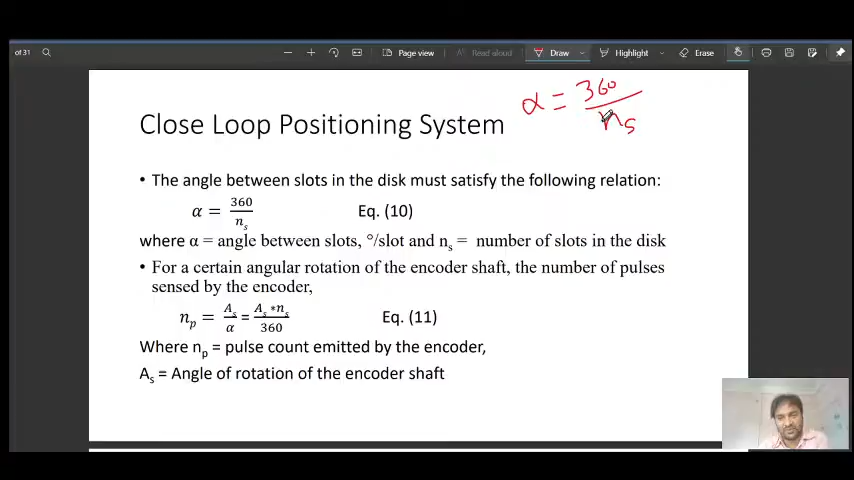 of 31 Page view Read aloud Draw Highlight Erase
α = 360 / ns
Close Loop Positioning System
• The angle between slots in the disk must satisfy the following relation:
α = 360 / nₛ Eq. (10)
where α = angle between slots, °/slot and nₛ = number of slots in the disk
• For a certain angular rotation of the encoder shaft, the number of pulses
sensed by the encoder,
nₚ = Aₛ / α = Aₛ * nₛ / 360 Eq. (11)
Where nₚ = pulse count emitted by the encoder,
Aₛ = Angle of rotation of the encoder shaft